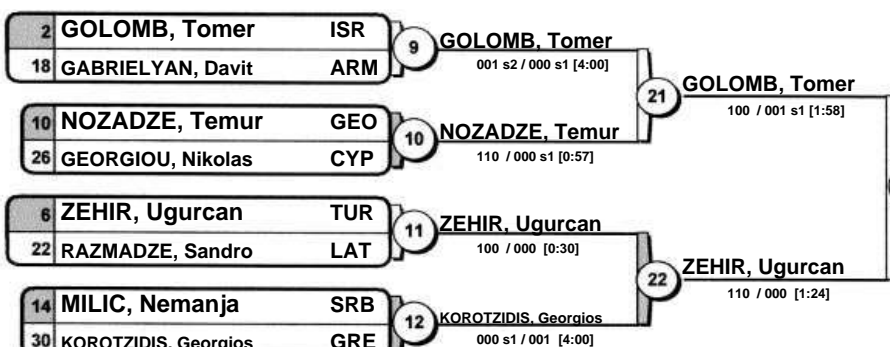 2 GOLOMB, Tomer ISR
18 GABRIELYAN, Davit ARM
9
GOLOMB, Tomer
001 s2 / 000 s1 [4:00]
10 NOZADZE, Temur GEO
26 GEORGIOU, Nikolas CYP
10
NOZADZE, Temur
110 / 000 s1 [0:57]
21
GOLOMB, Tomer
100 / 001 s1 [1:58]
6 ZEHIR, Ugurcan TUR
22 RAZMADZE, Sandro LAT
11
ZEHIR, Ugurcan
100 / 000 [0:30]
14 MILIC, Nemanja SRB
30 KOROTZIDIS, Georgios GRE
12
KOROTZIDIS, Georgios
000 s1 / 001 [4:00]
22
ZEHIR, Ugurcan
110 / 000 [1:24]